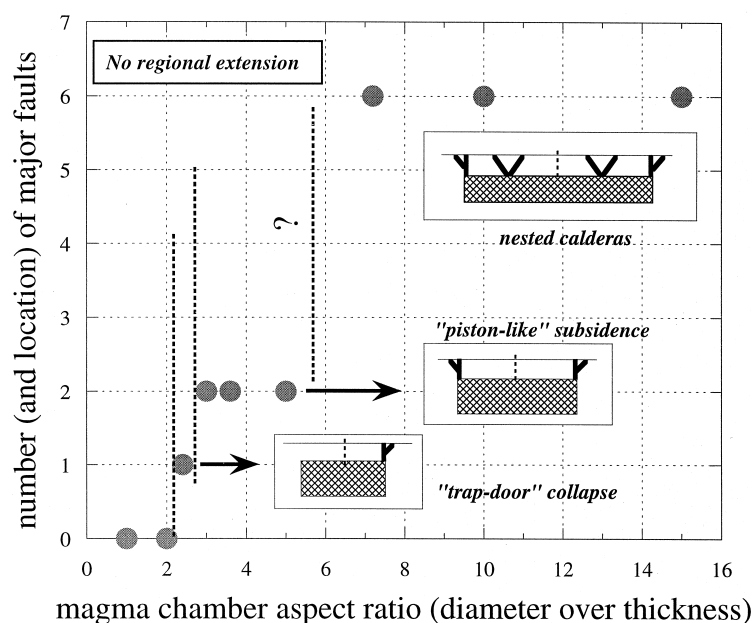 7
6
5
4
3
2
1
0
number (and location) of major faults
No regional extension
?
nested calderas
"piston-like" subsidence
"trap-door" collapse
0 2 4 6 8 10 12 14 16
magma chamber aspect ratio (diameter over thickness)